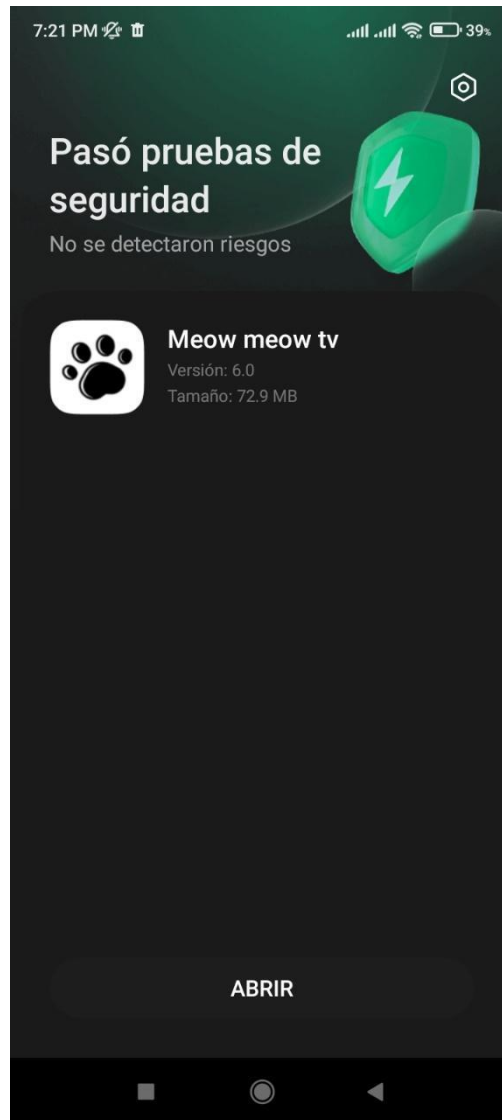 7:21 PM 39%
Pasó pruebas de
seguridad
No se detectaron riesgos
Meow meow tv
Versión: 6.0
Tamaño: 72.9 MB
ABRIR